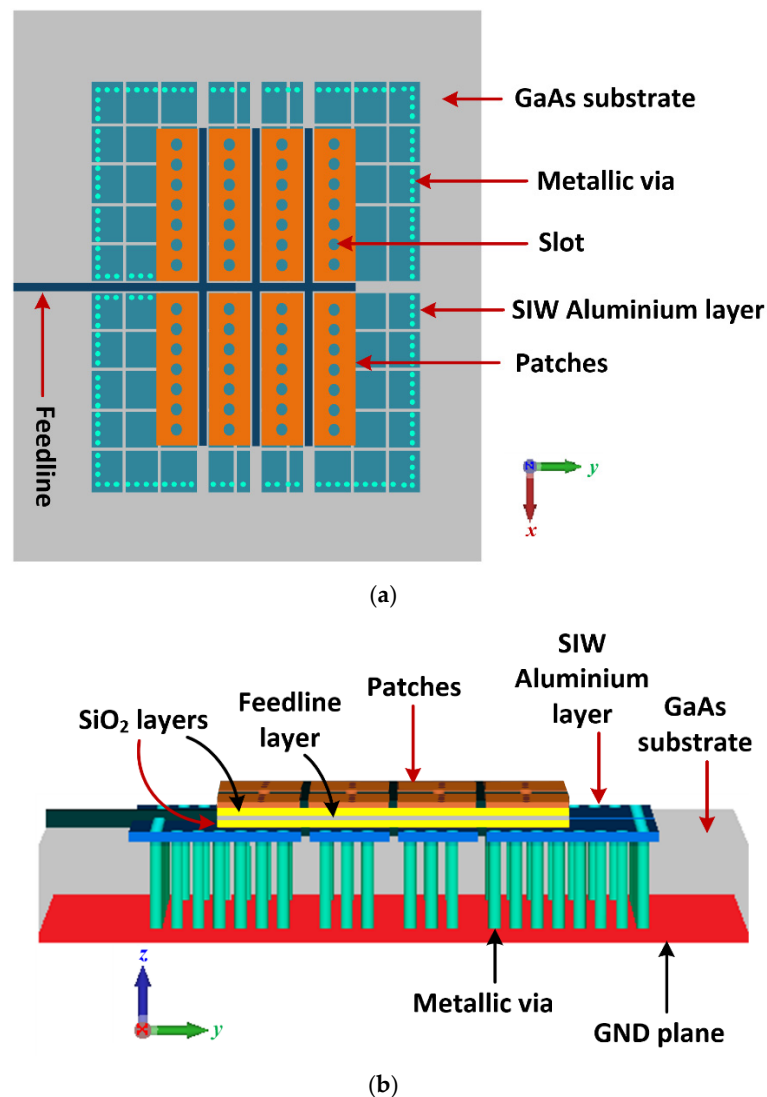 GaAs substrate
Metallic via
Slot
SIW Aluminium layer
Patches
Feedline
z
y
x
(a)
SIW
Aluminium
layer
Patches
Feedline
layer
SiO₂ layers
GaAs
substrate
z
x
y
Metallic via
GND plane
(b)